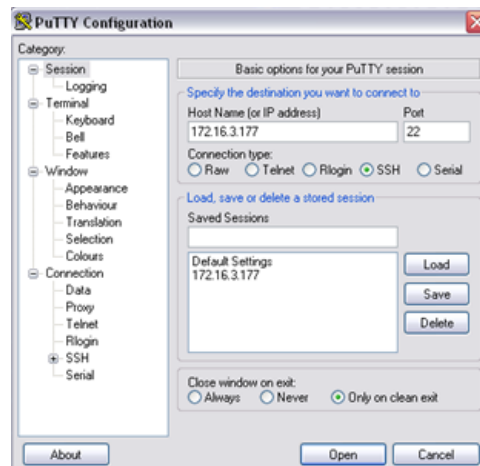 PuTTY Configuration
Category:
Session
Logging
Terminal
Keyboard
Bell
Features
Window
Appearance
Behaviour
Translation
Selection
Colours
Connection
Data
Proxy
Telnet
Rlogin
SSH
Serial
Basic options for your PuTTY session
Specify the destination you want to connect to
Host Name (or IP address) Port
172.16.3.177 22
Connection type:
Raw Telnet Rlogin SSH Serial
Load, save or delete a stored session
Saved Sessions
Default Settings
172.16.3.177
Load
Save
Delete
Close window on exit:
Always Never Only on clean exit
About Open Cancel